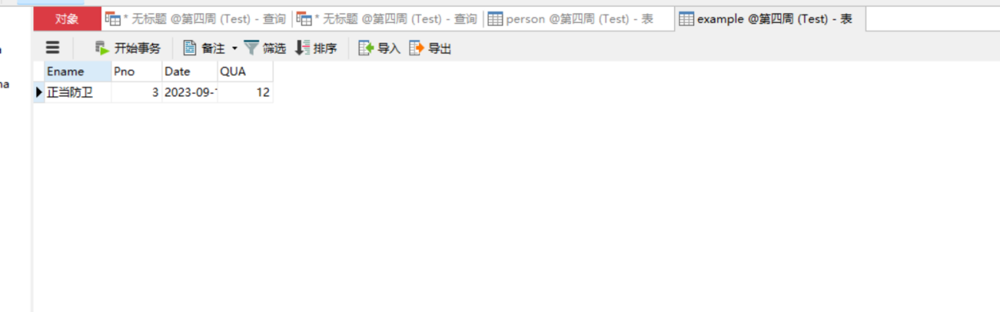 对象 * 无标题 @第四周 (Test) - 查询 * 无标题 @第四周 (Test) - 查询 person @第四周 (Test) - 表 example @第四周 (Test) - 表
开始事务 备注 筛选 排序 导入 导出
Ename Pno Date QUA
na
正当防卫 3 2023-09- 12